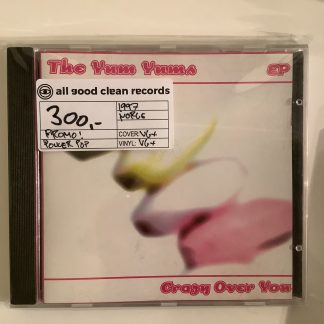 The Yum Yums
EP
all good clean records
300,-
1997
NORGE
PROMO!
COVER: VG+
POWER POP
VINYL: VG+
Crazy Over You